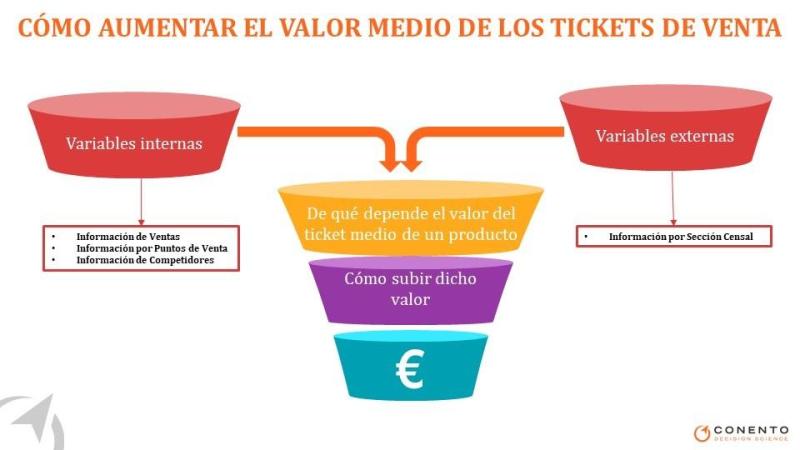 CÓMO AUMENTAR EL VALOR MEDIO DE LOS TICKETS DE VENTA
Variables internas
Variables externas
De qué depende el valor del
ticket medio de un producto
• Información de Ventas
• Información por Puntos de Venta
• Información de Competidores
• Información por Sección Censal
Cómo subir dicho
valor
€
CONENTO
DECISION SCIENCE